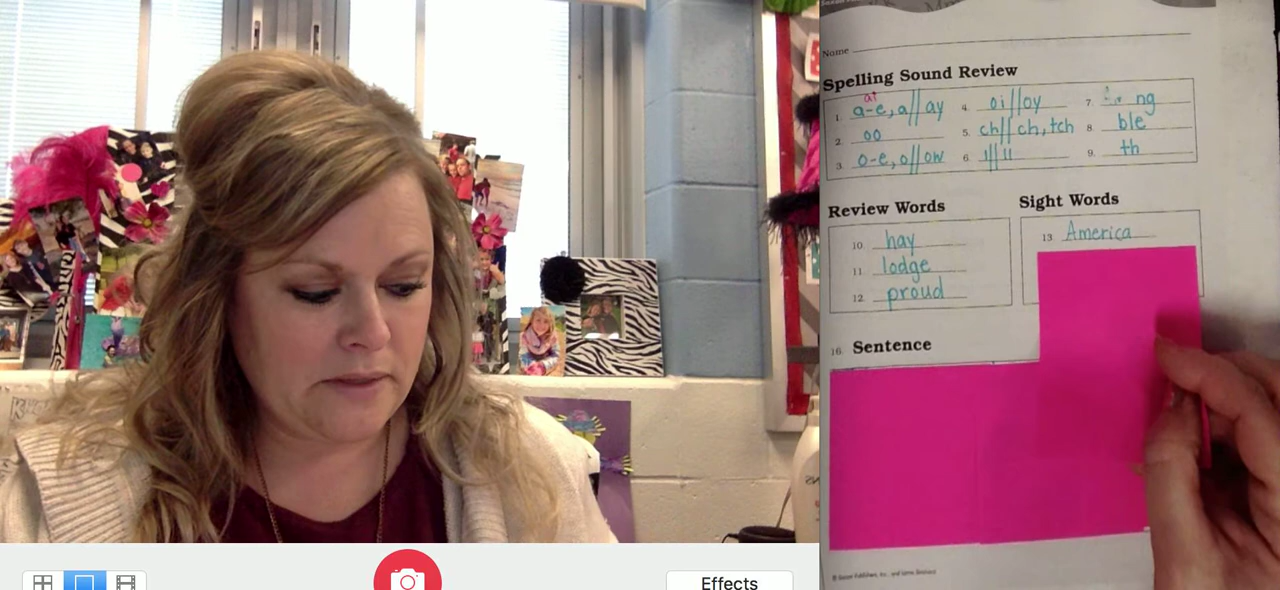 Name
Spelling Sound Review
ai
1. a-e, a || ay 4. oi || oy 7. ng
2. oo 5. ch || ch, tch 8. ble
3. o-e, o || ow 6. l || ll 9. th
Review Words Sight Words
10. hay 13 America
11. lodge
12. proud
16. Sentence
Effects